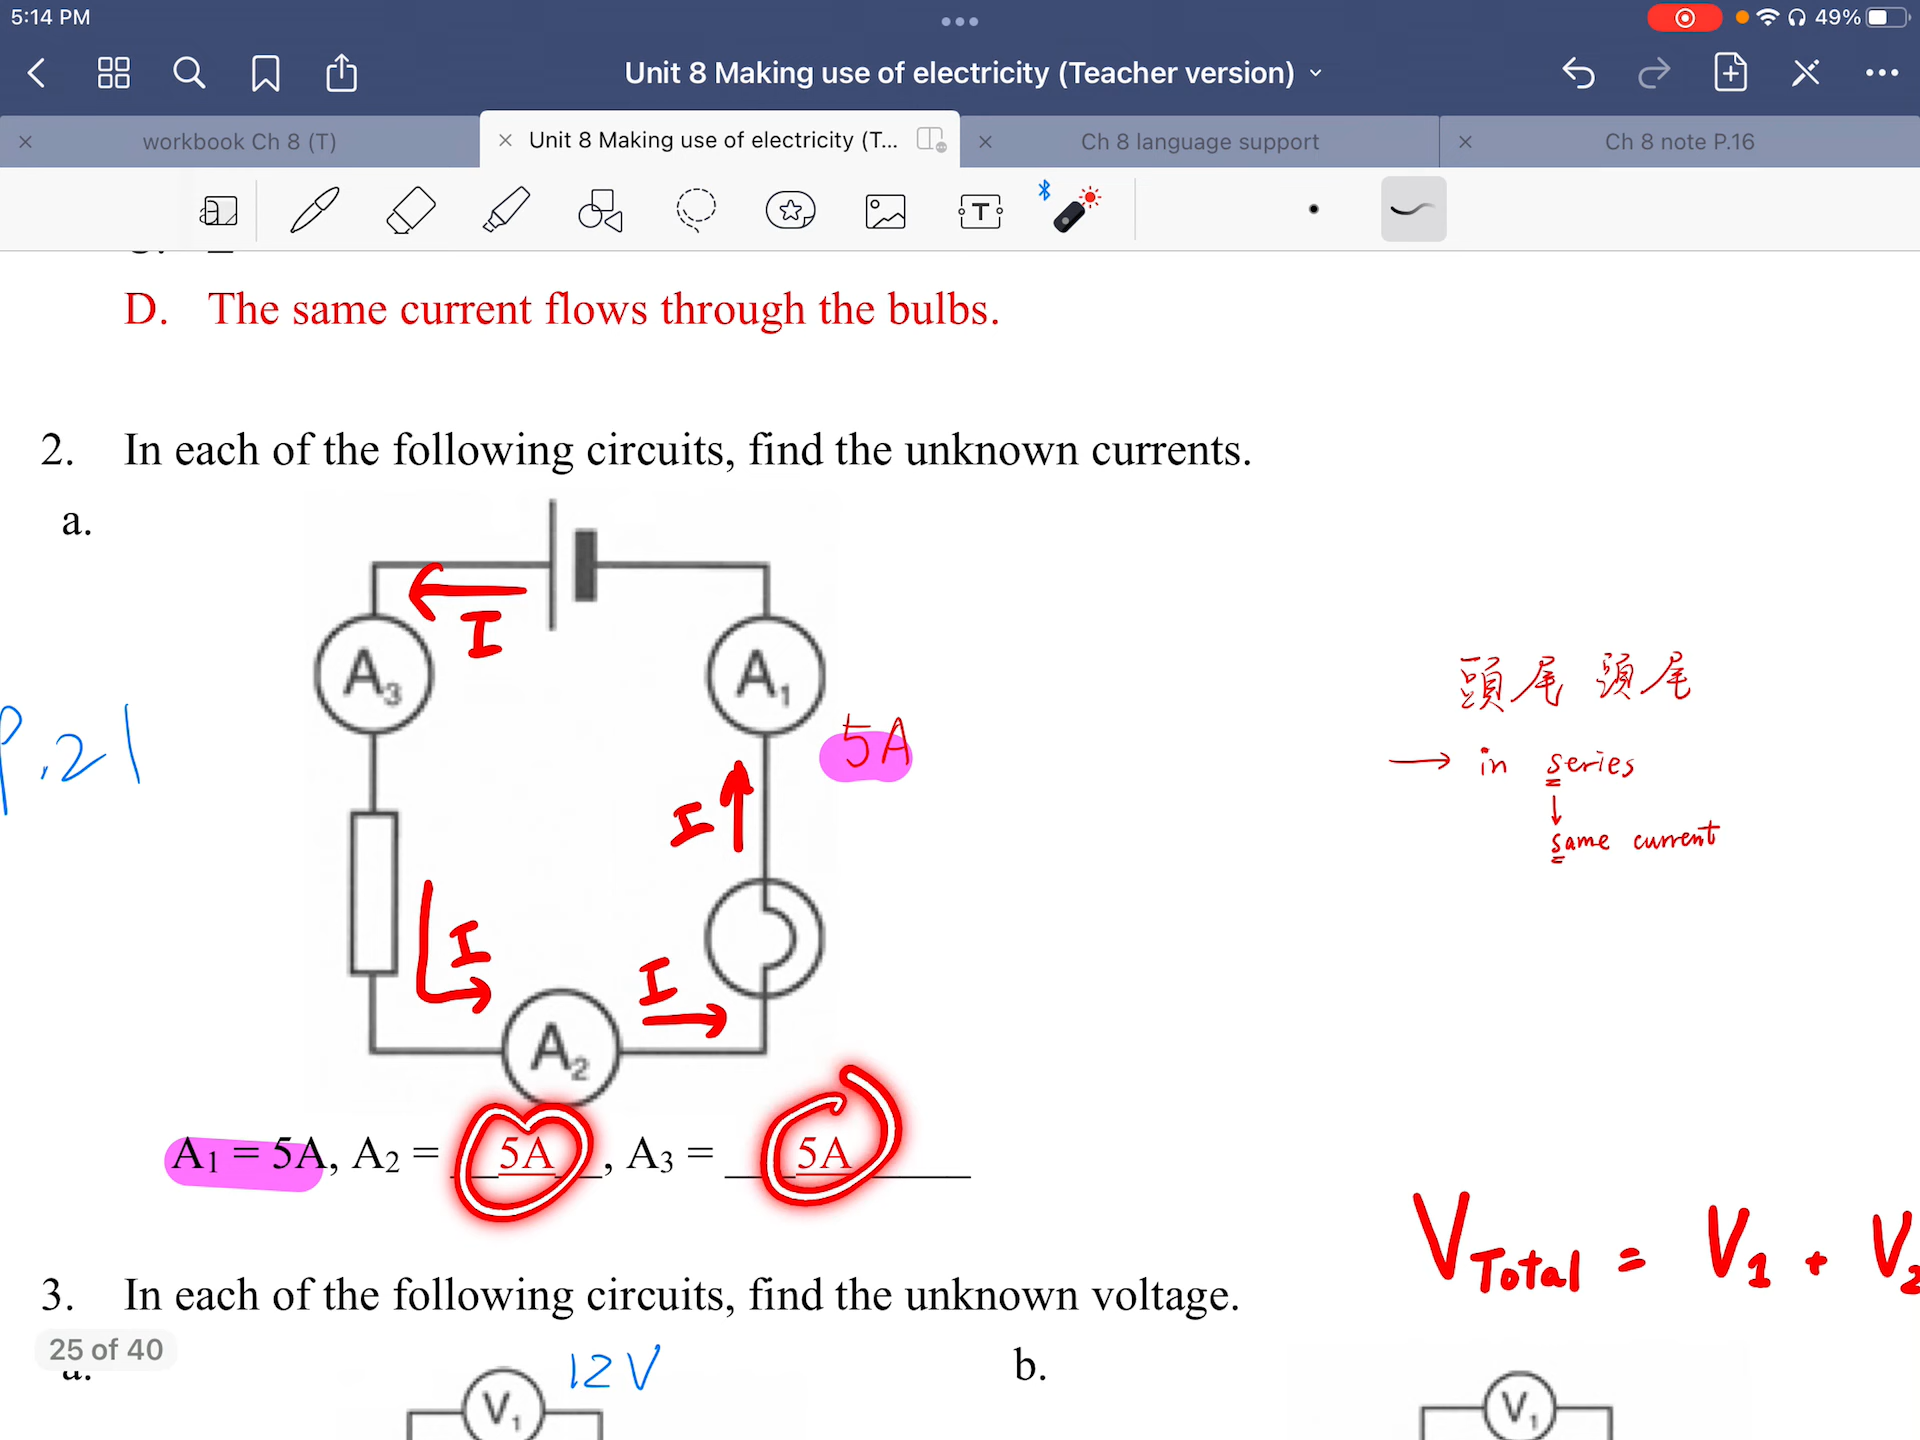 5:14 PM
49%
Unit 8 Making use of electricity (Teacher version)
workbook Ch 8 (T)
Unit 8 Making use of electricity (T...
Ch 8 language support
Ch 8 note P.16
D. The same current flows through the bulbs.
2. In each of the following circuits, find the unknown currents.
a.
I
A3
A1
5A
P.21
頭尾 頭尾
→ in series
↓
same current
I
I
I
A2
A1 = 5A, A2 = __5A__, A3 = ___5A_____
VTotal = V1 + V2
3. In each of the following circuits, find the unknown voltage.
25 of 40
a.
12V
b.
V1
V1